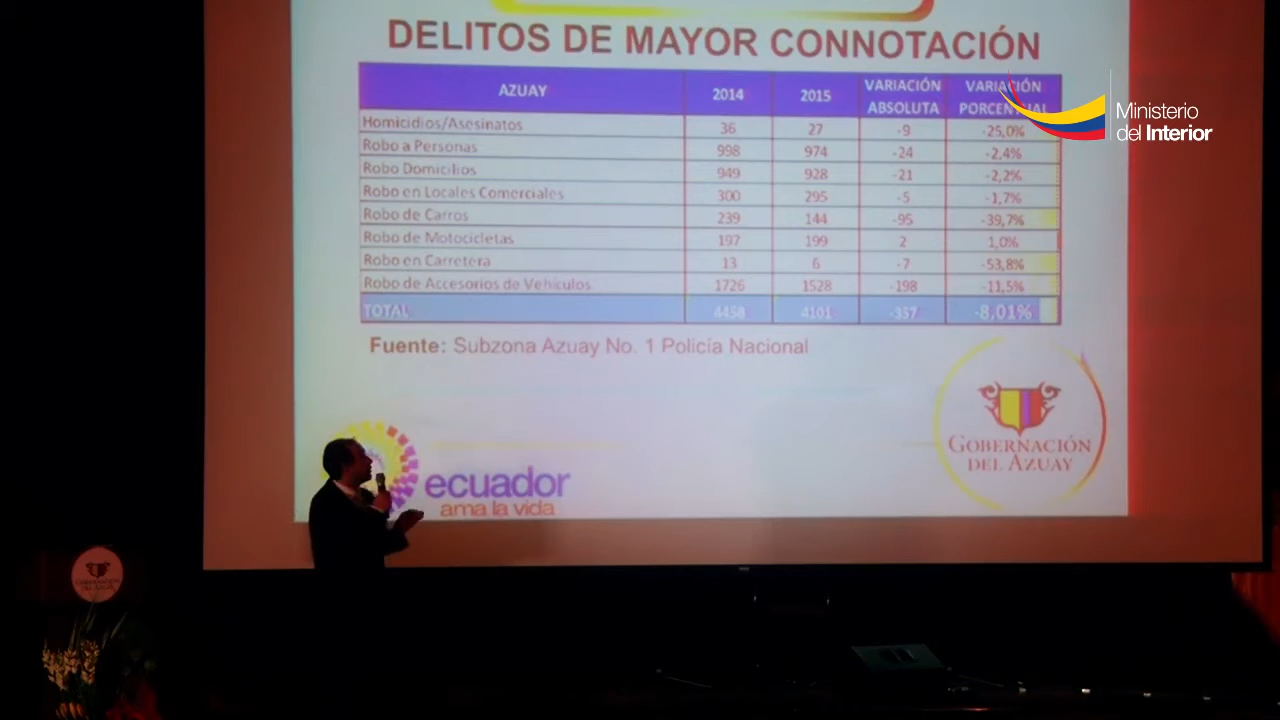 DELITOS DE MAYOR CONNOTACIÓN
AZUAY 2014 2015 VARIACIÓN ABSOLUTA VARIACIÓN PORCENTUAL
Homicidios/Asesinatos 36 27 -9 -25,0%
Robo a Personas 998 974 -24 -2,4%
Robo Domicilios 949 928 -21 -2,2%
Robo en Locales Comerciales 300 295 -5 -1,7%
Robo de Carros 239 144 -95 -39,7%
Robo de Motocicletas 197 199 2 1,0%
Robo en Carretera 13 6 -7 -53,8%
Robo de Accesorios de Vehiculos 1726 1528 -198 -11,5%
TOTAL 4458 4101 -357 -8,01%
Fuente: Subzona Azuay No. 1 Policía Nacional
Ministerio
del Interior
GOBERNACIÓN
DEL AZUAY
ecuador
ama la vida